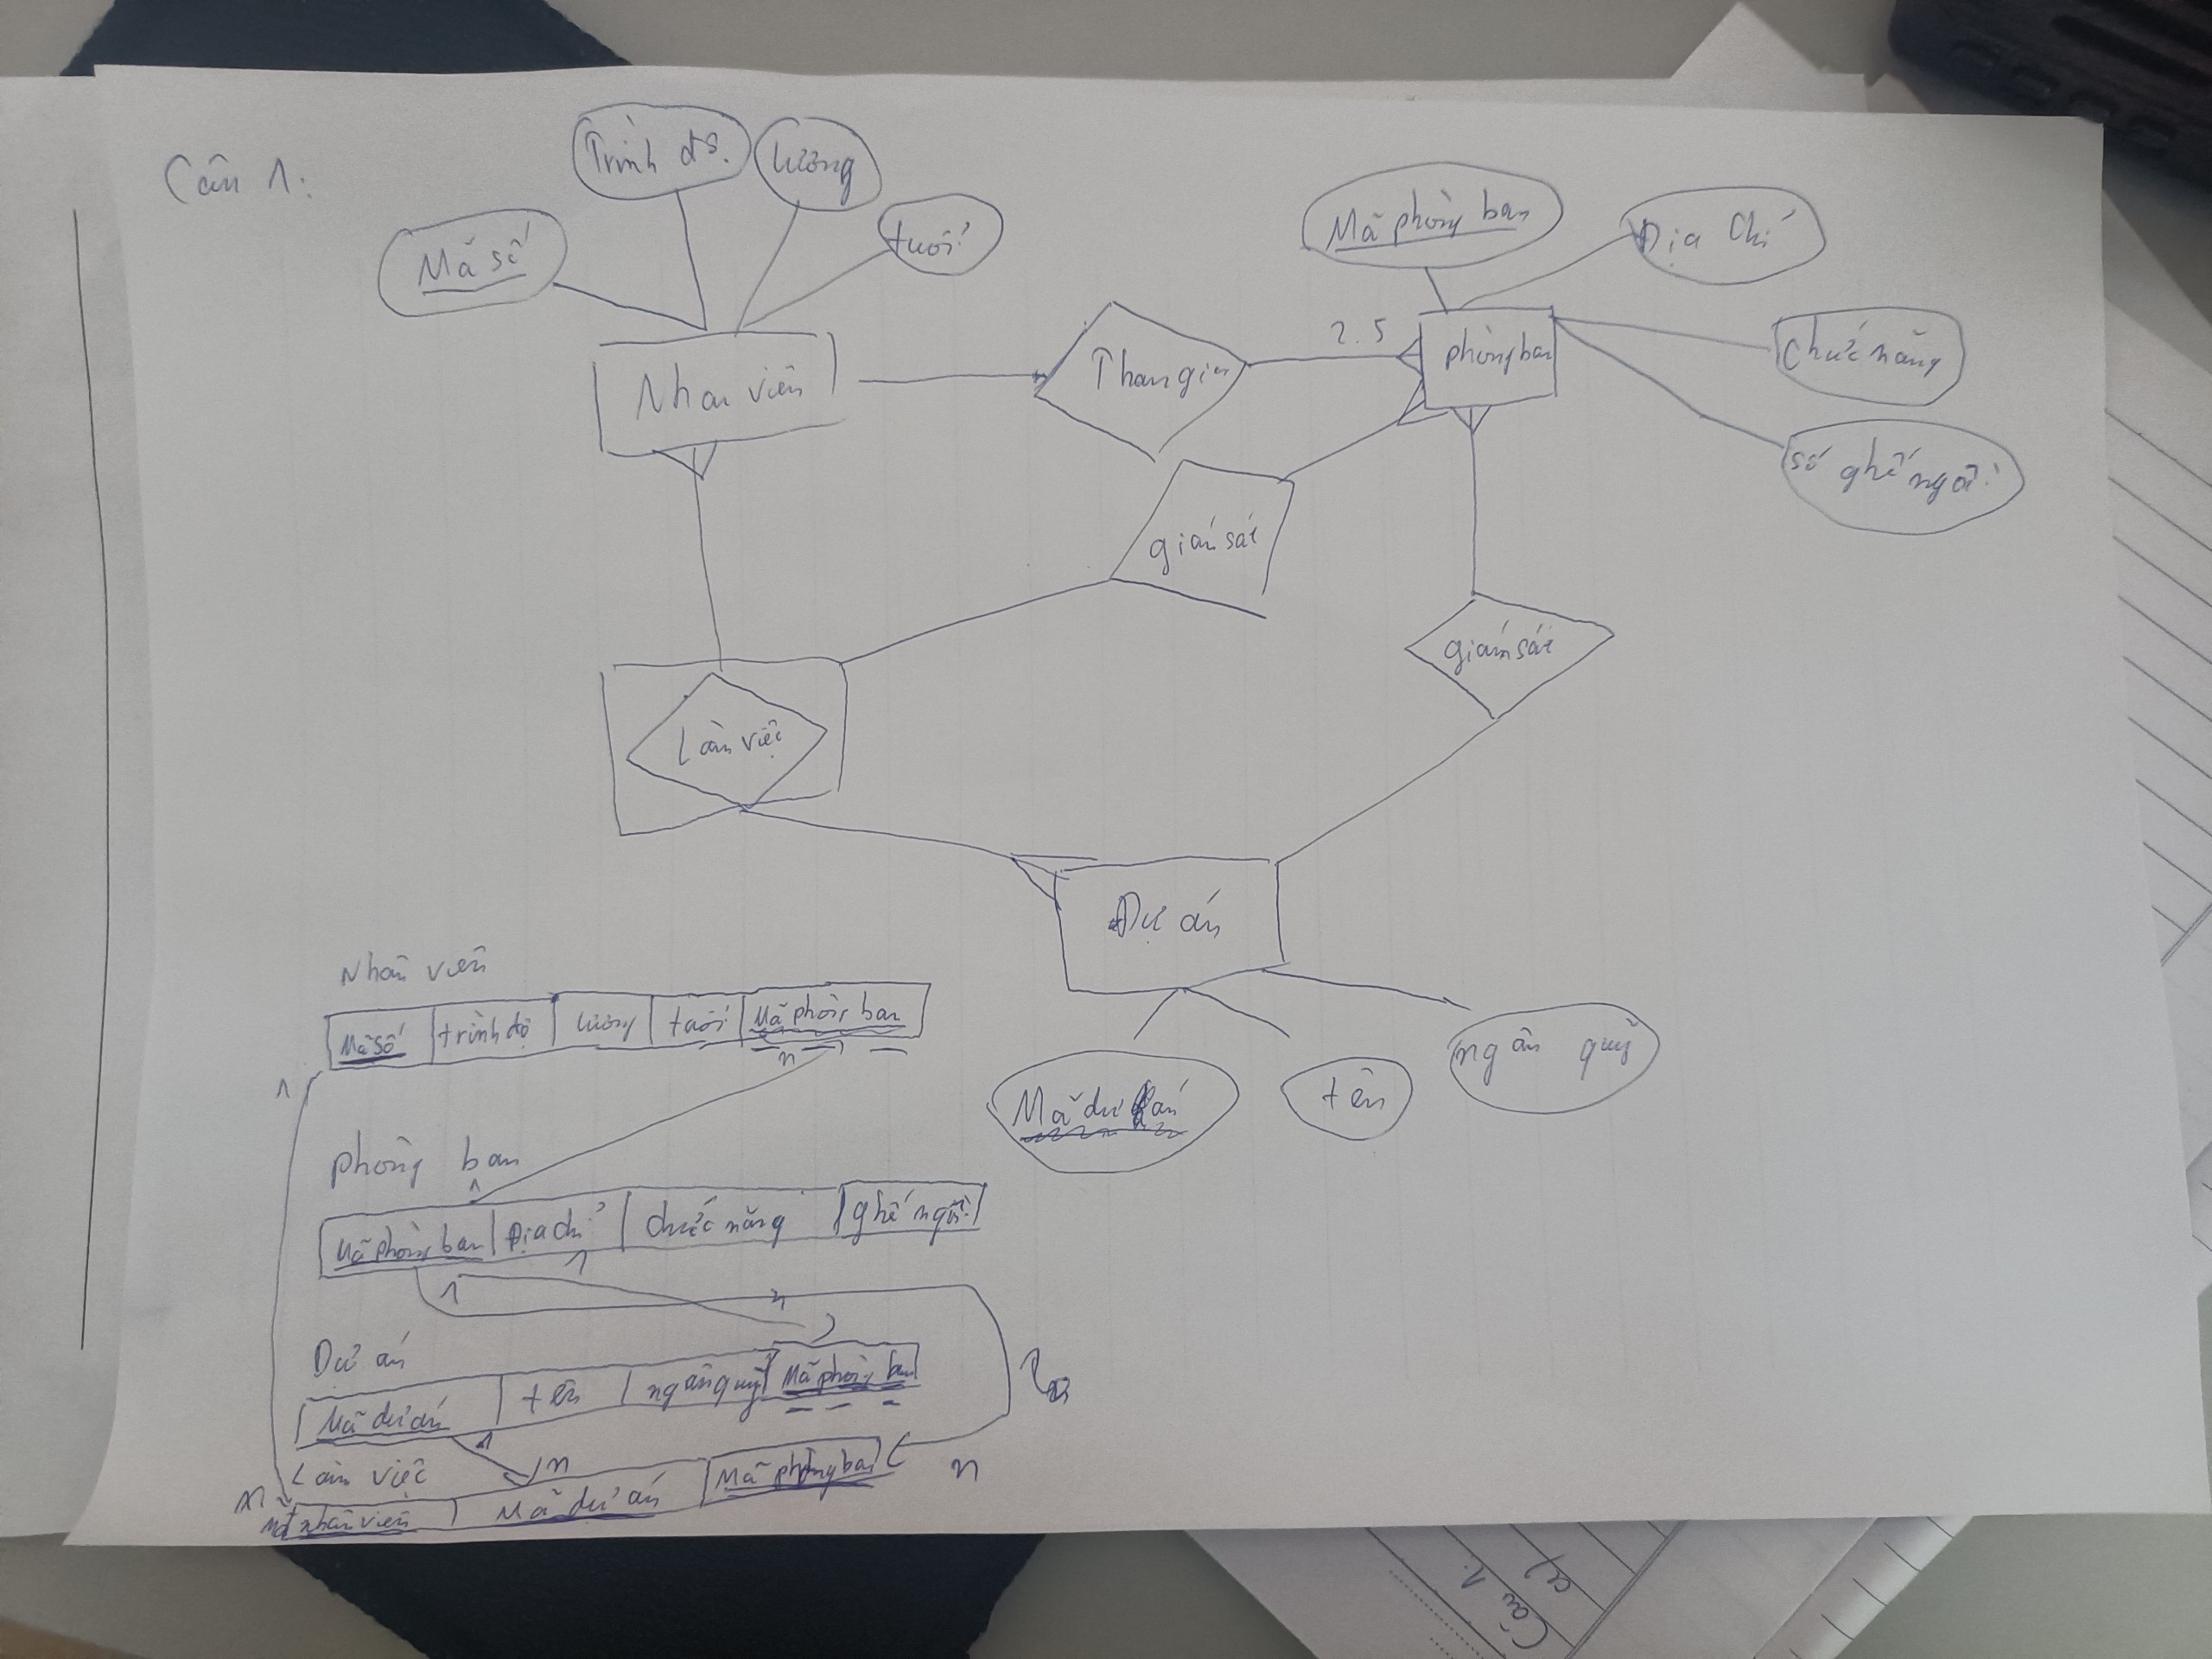 Câu 1:
Trình độ
lương
Mã số
tuổi
Mã phòng ban
Địa Chỉ
Nhân viên
Tham gia
2.5
phòng ban
Chức năng
số ghế ngồi
giám sát
giám sát
Làm việc
Dự án
Mã dự án
tên
ngân quỹ
Nhân viên
Mã số trình độ lương tuổi Mã phòng ban
n
1
phòng ban
1
Mã phòng ban Địa chỉ chức năng ghế ngồi
1
1
n
Dự án
Mã dự án tên ngân quỹ Mã phòng ban
1
n
Làm việc
n
n
Mã nhân viên Mã dự án Mã phòng ban
Câu 1.
a)